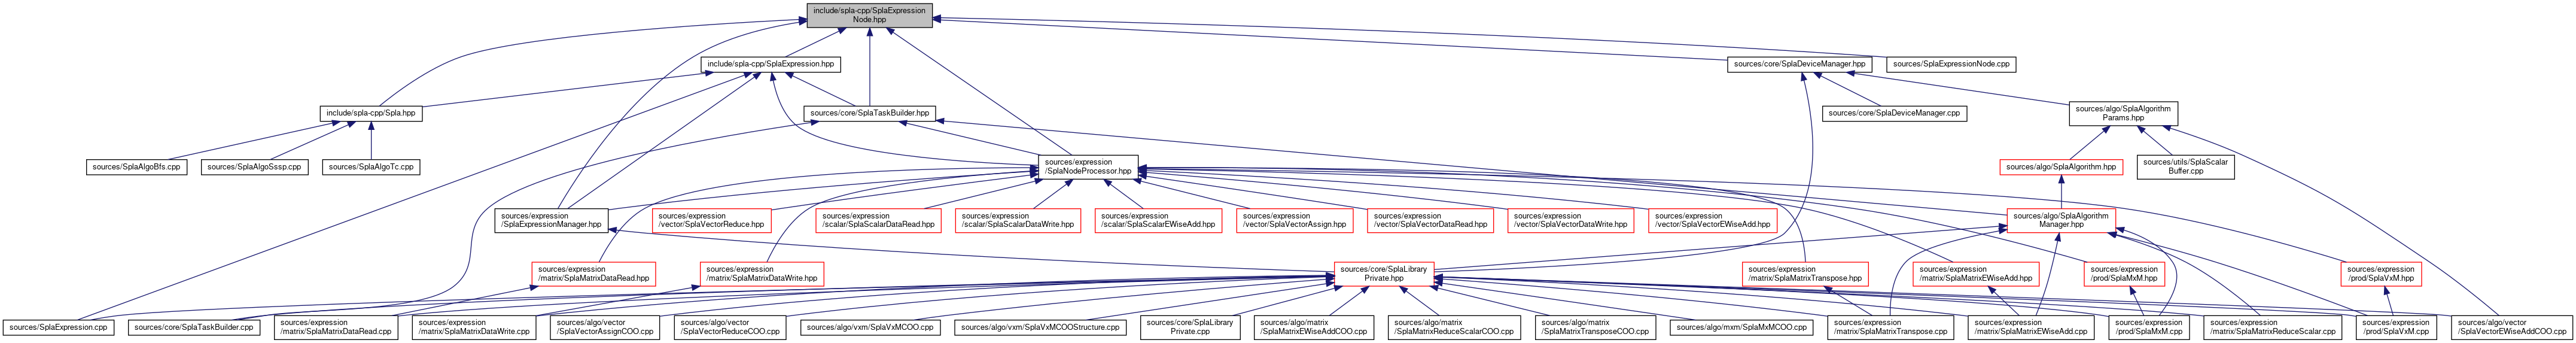 include/spla-cpp/SplaExpression
Node.hpp
include/spla-cpp/SplaExpression.hpp
sources/core/SplaDeviceManager.hpp
sources/SplaExpressionNode.cpp
include/spla-cpp/Spla.hpp
sources/core/SplaTaskBuilder.hpp
sources/core/SplaDeviceManager.cpp
sources/algo/SplaAlgorithm
Params.hpp
sources/SplaAlgoBfs.cpp
sources/SplaAlgoSssp.cpp
sources/SplaAlgoTc.cpp
sources/expression
/SplaNodeProcessor.hpp
sources/algo/SplaAlgorithm.hpp
sources/utils/SplaScalar
Buffer.cpp
sources/expression
/SplaExpressionManager.hpp
sources/expression
/vector/SplaVectorReduce.hpp
sources/expression
/scalar/SplaScalarDataRead.hpp
sources/expression
/scalar/SplaScalarDataWrite.hpp
sources/expression
/scalar/SplaScalarEWiseAdd.hpp
sources/expression
/vector/SplaVectorAssign.hpp
sources/expression
/vector/SplaVectorDataRead.hpp
sources/expression
/vector/SplaVectorDataWrite.hpp
sources/expression
/vector/SplaVectorEWiseAdd.hpp
sources/algo/SplaAlgorithm
Manager.hpp
sources/expression
/matrix/SplaMatrixDataRead.hpp
sources/expression
/matrix/SplaMatrixDataWrite.hpp
sources/core/SplaLibrary
Private.hpp
sources/expression
/matrix/SplaMatrixTranspose.hpp
sources/expression
/matrix/SplaMatrixEWiseAdd.hpp
sources/expression
/prod/SplaMxM.hpp
sources/expression
/prod/SplaVxM.hpp
sources/SplaExpression.cpp
sources/core/SplaTaskBuilder.cpp
sources/expression
/matrix/SplaMatrixDataRead.cpp
sources/expression
/matrix/SplaMatrixDataWrite.cpp
sources/algo/vector
/SplaVectorAssignCOO.cpp
sources/algo/vector
/SplaVectorReduceCOO.cpp
sources/algo/vxm/SplaVxMCOO.cpp
sources/algo/vxm/SplaVxMCOOStructure.cpp
sources/core/SplaLibrary
Private.cpp
sources/algo/matrix
/SplaMatrixEWiseAddCOO.cpp
sources/algo/matrix
/SplaMatrixReduceScalarCOO.cpp
sources/algo/matrix
/SplaMatrixTransposeCOO.cpp
sources/algo/mxm/SplaMxMCOO.cpp
sources/expression
/matrix/SplaMatrixTranspose.cpp
sources/expression
/matrix/SplaMatrixEWiseAdd.cpp
sources/expression
/prod/SplaMxM.cpp
sources/expression
/matrix/SplaMatrixReduceScalar.cpp
sources/expression
/prod/SplaVxM.cpp
sources/algo/vector
/SplaVectorEWiseAddCOO.cpp